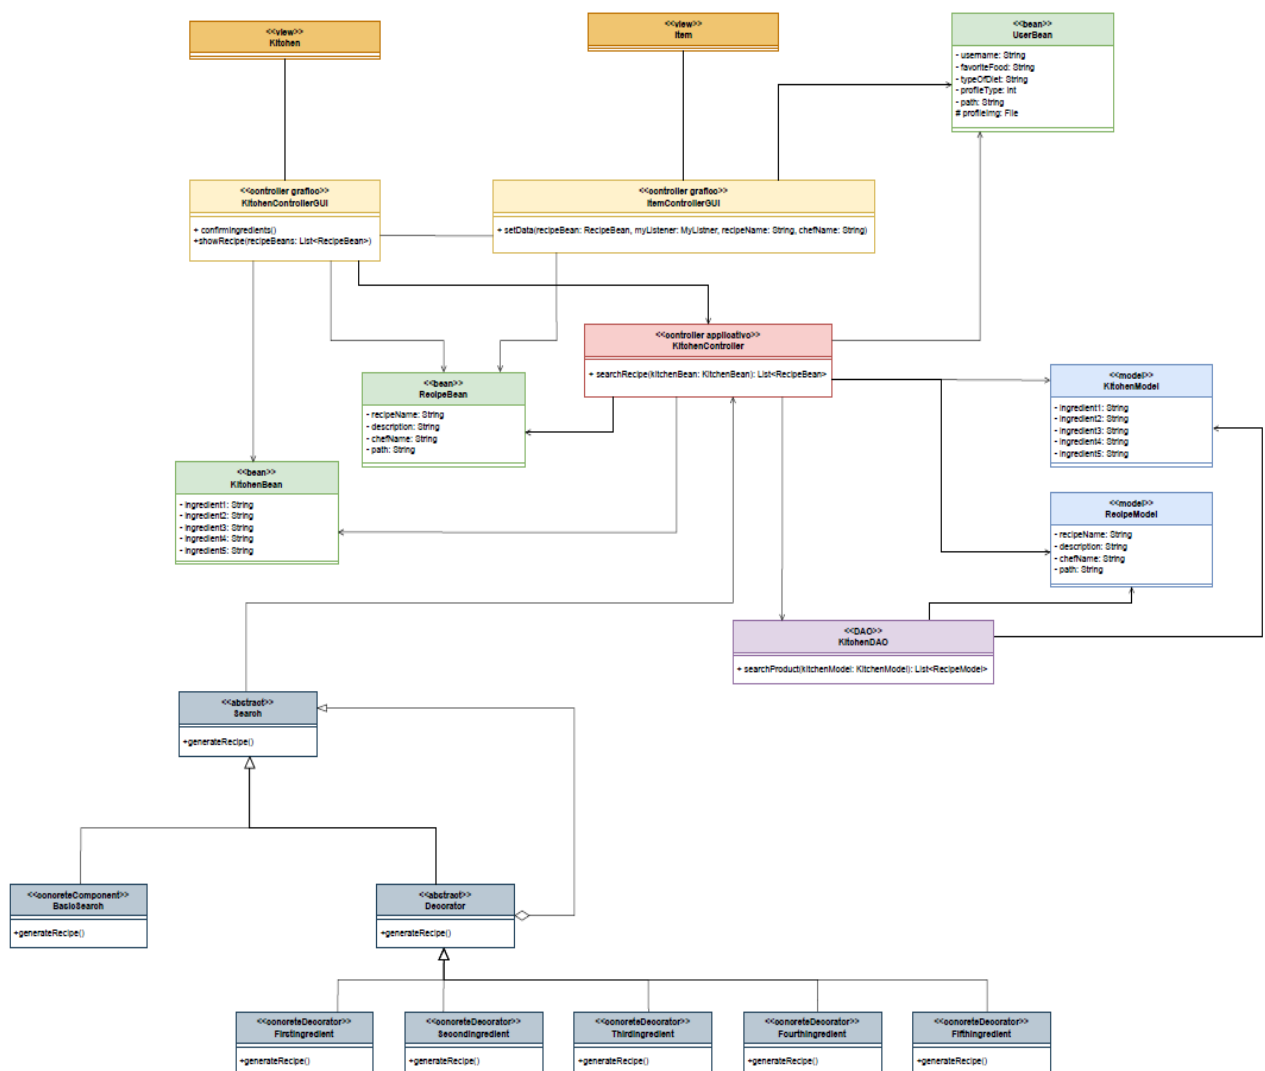 <<view>>
Kitchen
<<view>>
Item
<<bean>>
UserBean
- username: String
- favoriteFood: String
- typeOfDiet: String
- profileType: int
- path: String
# profileImg: File
<<controller grafico>>
KitchenControllerGUI
+ confirmIngredients()
+showRecipe(recipeBeans: List<RecipeBean>)
<<controller grafico>>
ItemControllerGUI
+ setData(recipeBean: RecipeBean, myListener: MyListner, recipeName: String, chefName: String)
<<controller applicativo>>
KitchenController
+ searchRecipe(kitchenBean: KitchenBean): List<RecipeBean>
<<bean>>
RecipeBean
- recipeName: String
- description: String
- chefName: String
- path: String
<<model>>
KitchenModel
- ingredient1: String
- ingredient2: String
- ingredient3: String
- ingredient4: String
- ingredient5: String
<<bean>>
KitchenBean
- ingredient1: String
- ingredient2: String
- ingredient3: String
- ingredient4: String
- ingredient5: String
<<model>>
RecipeModel
- recipeName: String
- description: String
- chefName: String
- path: String
<<DAO>>
KitchenDAO
+ searchProduct(kitchenModel: KitchenModel): List<RecipeModel>
<<abstract>>
Search
+generateRecipe()
<<concreteComponent>>
BasicSearch
+generateRecipe()
<<abstract>>
Decorator
+generateRecipe()
<<concreteDecorator>>
FirstIngredient
+generateRecipe()
<<concreteDecorator>>
SecondIngredient
+generateRecipe()
<<concreteDecorator>>
ThirdIngredient
+generateRecipe()
<<concreteDecorator>>
FourthIngredient
+generateRecipe()
<<concreteDecorator>>
FifthIngredient
+generateRecipe()